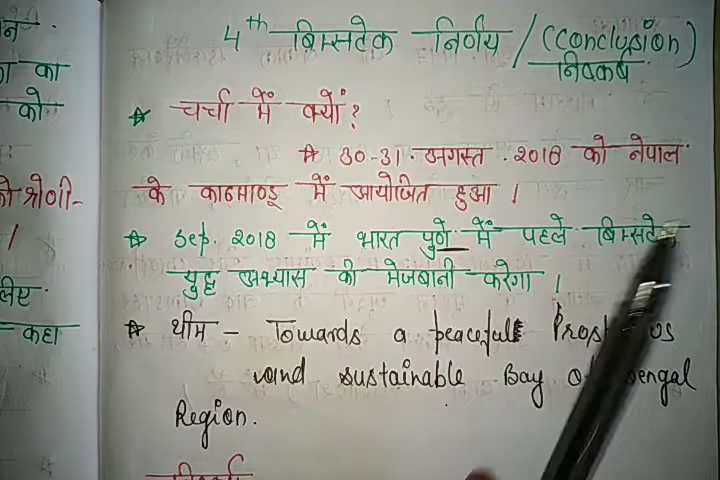 न .
ा का
को
ो श्रेणी-
।
लिए
कहा
4th बिम्सटेक निर्णय / (Conclusion)
निष्कर्ष
☆ चर्चा में क्यों ?
☆ 30-31. अगस्त . 2018 को नेपाल
के काठमाण्डू में आयोजित हुआ ।
☆ Sep. 2018 में भारत पुणे में पहले बिम्सटेक
युद्ध अभ्यास की मेजबानी करेगा ।
☆ थीम - Towards a peaceful
and sustainable Bay
Region.